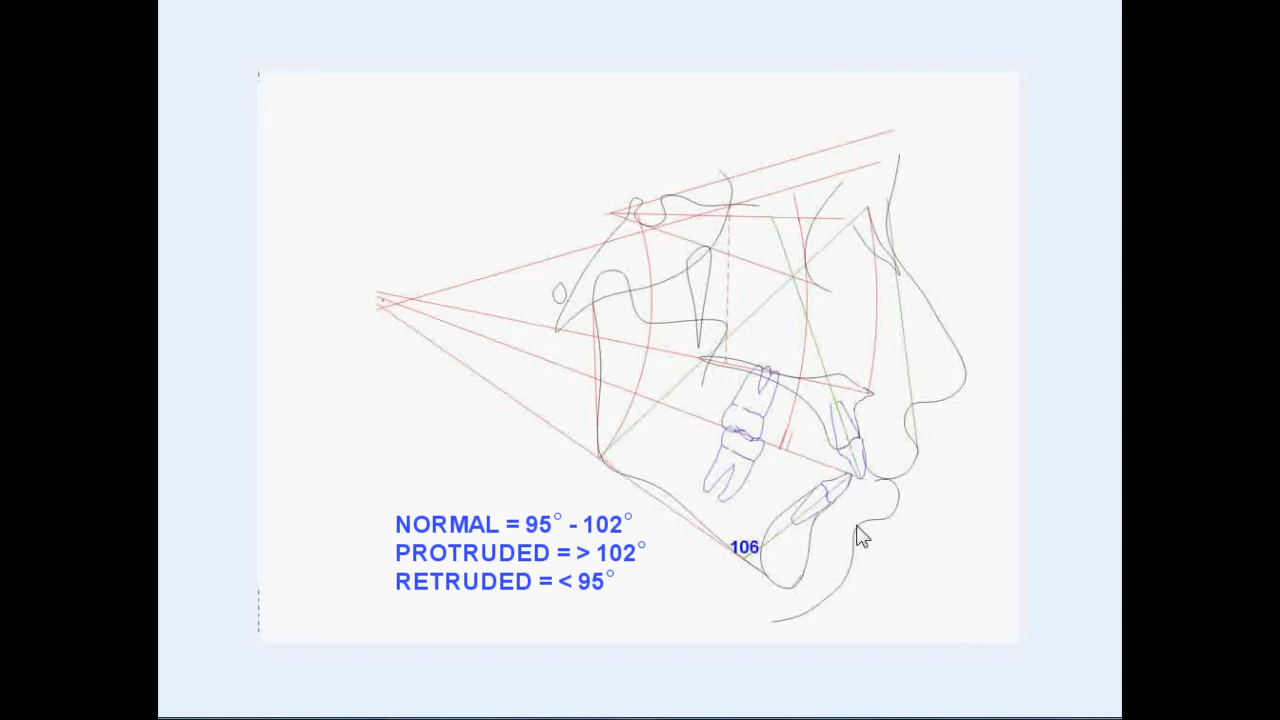 NORMAL = 95° - 102°
PROTRUDED = > 102°
RETRUDED = < 95°
106